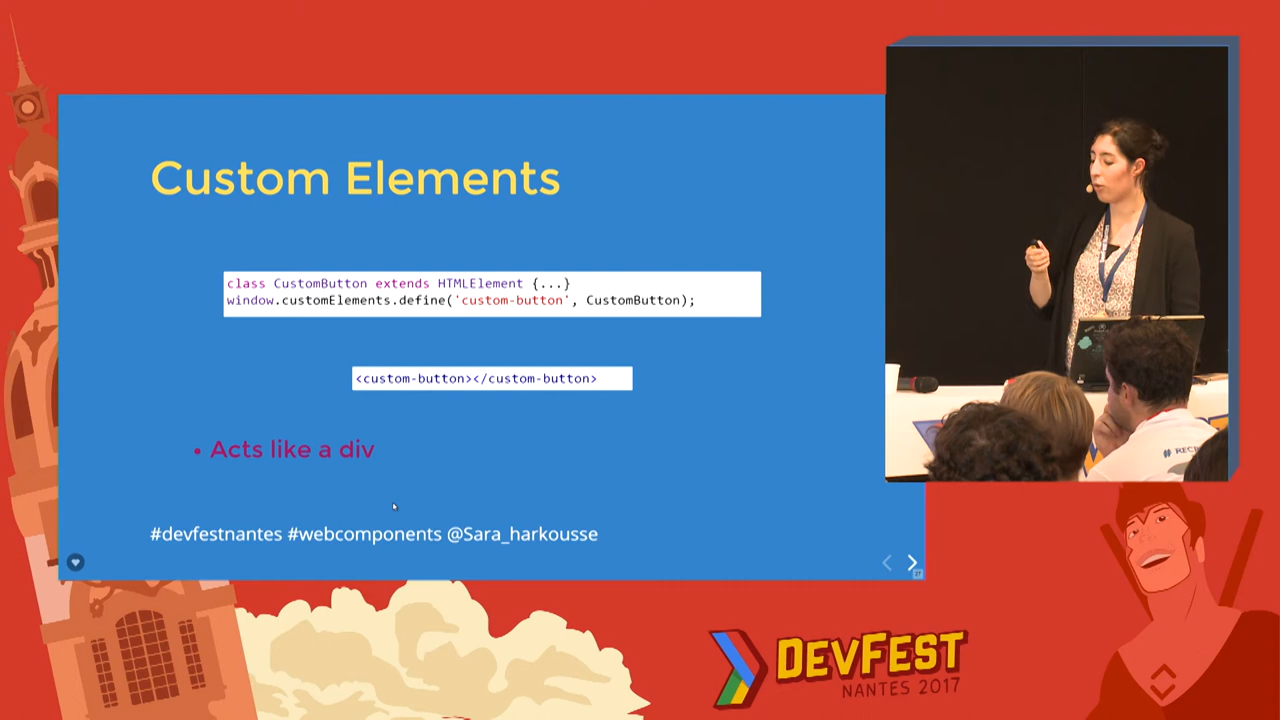 Custom Elements
class CustomButton extends HTMLElement {...}
window.customElements.define('custom-button', CustomButton);
<custom-button></custom-button>
• Acts like a div
#devfestnantes #webcomponents @Sara_harkousse
DEVFEST
NANTES 2017